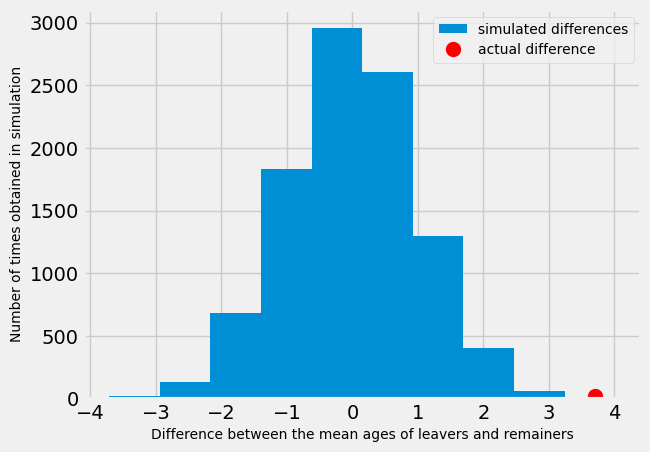 simulated differences
actual difference
Number of times obtained in simulation
3000
2500
2000
1500
1000
500
0
−4 −3 −2 −1 0 1 2 3 4
Difference between the mean ages of leavers and remainers